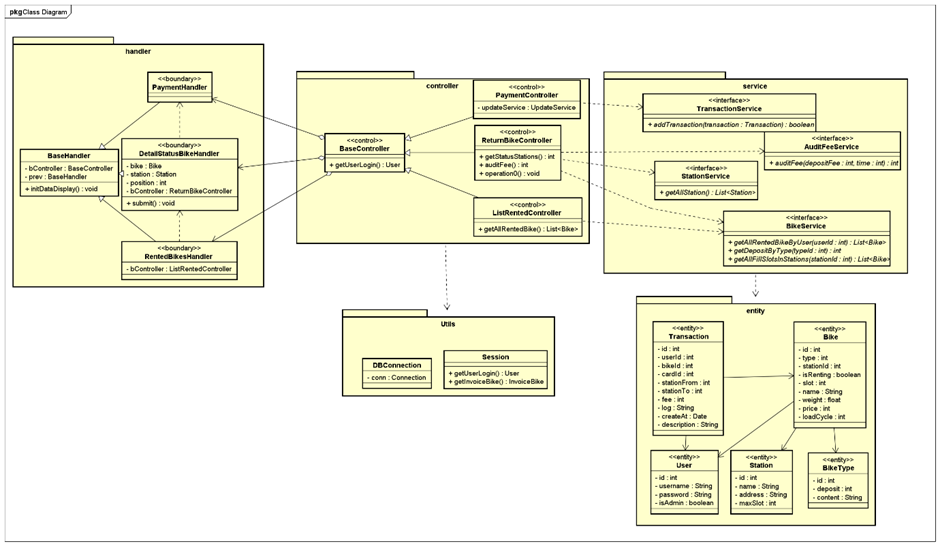 pkg Class Diagram
handler
<<boundary>>
PaymentHandler
BaseHandler
- bController : BaseController
- prev : BaseHandler
+ initDataDisplay() : void
<<boundary>>
DetailStatusBikeHandler
- bike : Bike
- station : Station
- position : int
- bController : ReturnBikeController
+ submit() : void
<<boundary>>
RentedBikesHandler
- bController : ListRentedController
controller
<<control>>
BaseController
+ getUserLogin() : User
<<control>>
PaymentController
- updateService : UpdateService
<<control>>
ReturnBikeController
+ getStatusStations() : int
+ auditFee() : int
+ operation0() : void
<<control>>
ListRentedController
+ getAllRentedBike() : List<Bike>
service
<<interface>>
TransactionService
+ addTransaction(transaction : Transaction) : boolean
<<interface>>
AuditFeeService
+ auditFee(depositFee : int, time : int) : int
<<interface>>
StationService
+ getAllStation() : List<Station>
<<interface>>
BikeService
+ getAllRentedBikeByUser(userId : int) : List<Bike>
+ getDepositByType(typeId : int) : int
+ getAllFillSlotsInStations(stationId : int) : List<Bike>
Utils
DBConnection
- conn : Connection
Session
+ getUserLogin() : User
+ getInvoiceBike() : InvoiceBike
entity
<<entity>>
Transaction
- id : int
- userId : int
- bikeId : int
- cardId : int
- stationFrom : int
- stationTo : int
- fee : int
- log : String
- createAt : Date
- description : String
<<entity>>
Bike
- id : int
- type : int
- stationId : int
- isRenting : boolean
- slot : int
- name : String
- weight : float
- price : int
- loadCycle : int
<<entity>>
User
- id : int
- username : String
- password : String
- isAdmin : boolean
<<entity>>
Station
- id : int
- name : String
- address : String
- maxSlot : int
<<entity>>
BikeType
- id : int
- deposit : int
- content : String